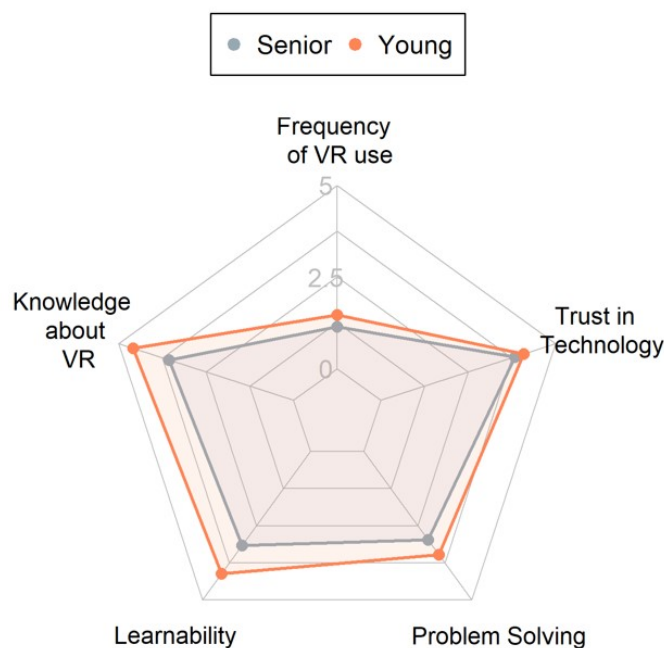 Senior Young
Frequency
of VR use
5
2.5
0
Knowledge
about
VR
Trust in
Technology
Learnability
Problem Solving